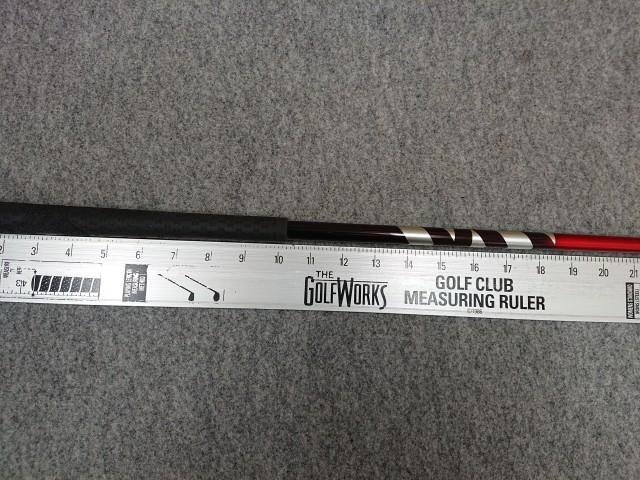 2 3 4 5 6 7 8 9 10 11 12 13 14 15 16 17 18 19 20 21
THE
GOLFWORKS
GOLF CLUB
MEASURING RULER